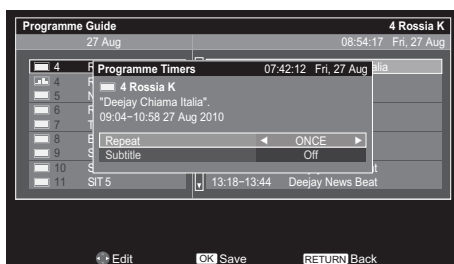 Programme Guide 4 Rossia K
27 Aug 08:54:17 Fri, 27 Aug
4
Programme Timers 07:42:12 Fri, 27 Aug
4 Rossia K
"Deejay Chiama Italia".
09:04–10:58 27 Aug 2010
Repeat ONCE
Subtitle Off
4
5
6
7
8
9
10
11 SIT5 13:18–13:44 Deejay News Beat
Edit OK Save RETURN Back